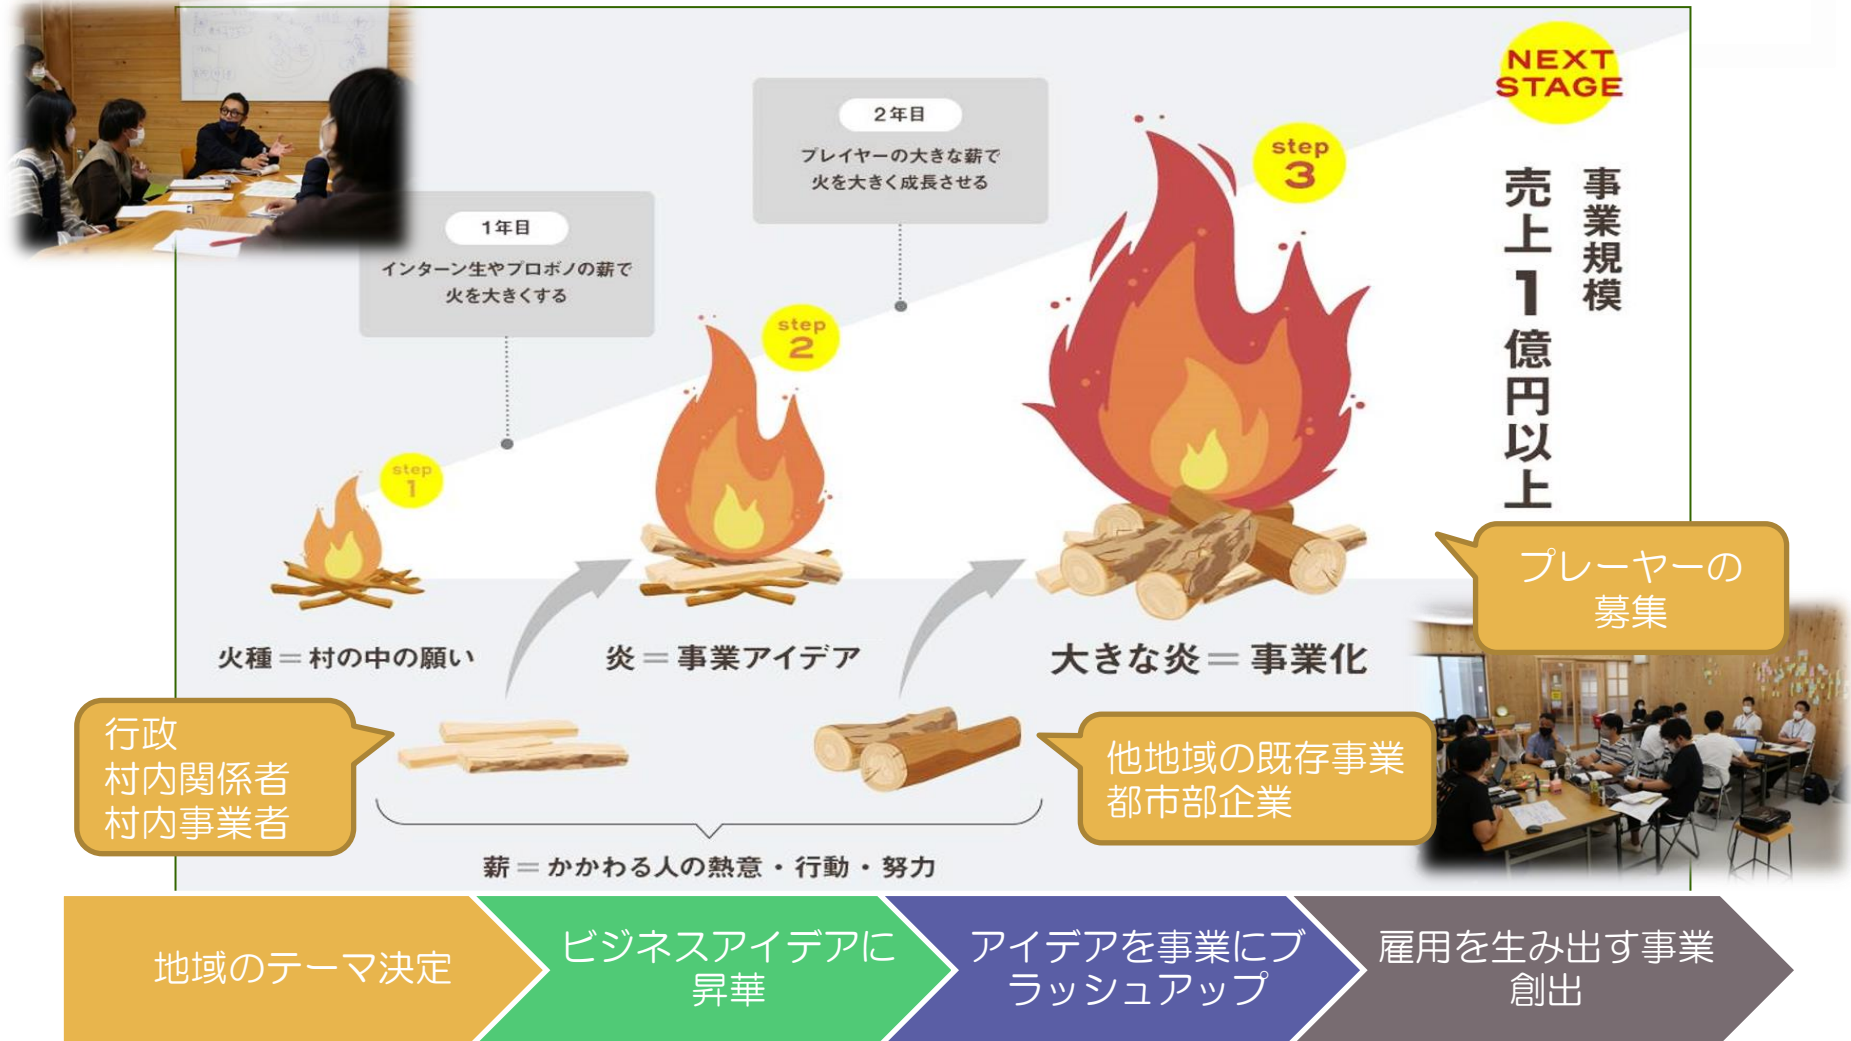 NEXT
STAGE
事業規模
売上1億円以上
2年目
プレイヤーの大きな薪で
火を大きく成長させる
step
3
1年目
インターン生やプロボノの薪で
火を大きくする
step
2
step
1
火種＝村の中の願い
炎＝事業アイデア
大きな炎＝事業化
プレーヤーの
募集
行政
村内関係者
村内事業者
他地域の既存事業
都市部企業
薪＝かかわる人の熱意・行動・努力
地域のテーマ決定
ビジネスアイデアに
昇華
アイデアを事業にブ
ラッシュアップ
雇用を生み出す事業
創出